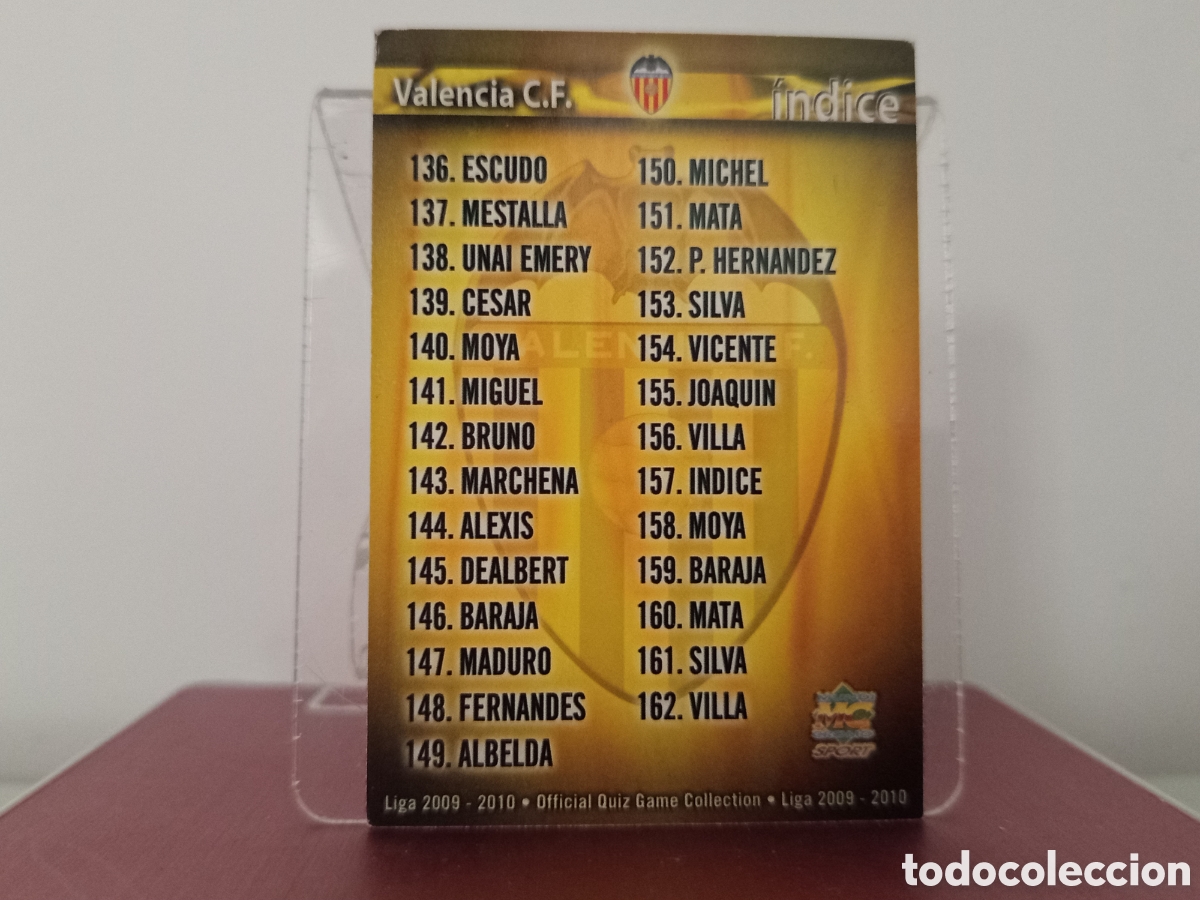 Valencia C.F.
índice
136. ESCUDO
137. MESTALLA
138. UNAI EMERY
139. CESAR
140. MOYA
141. MIGUEL
142. BRUNO
143. MARCHENA
144. ALEXIS
145. DEALBERT
146. BARAJA
147. MADURO
148. FERNANDES
149. ALBELDA
150. MICHEL
151. MATA
152. P. HERNANDEZ
153. SILVA
154. VICENTE
155. JOAQUIN
156. VILLA
157. INDICE
158. MOYA
159. BARAJA
160. MATA
161. SILVA
162. VILLA
MC
SPORT
Liga 2009 - 2010 • Official Quiz Game Collection • Liga 2009 - 2010
todocoleccion